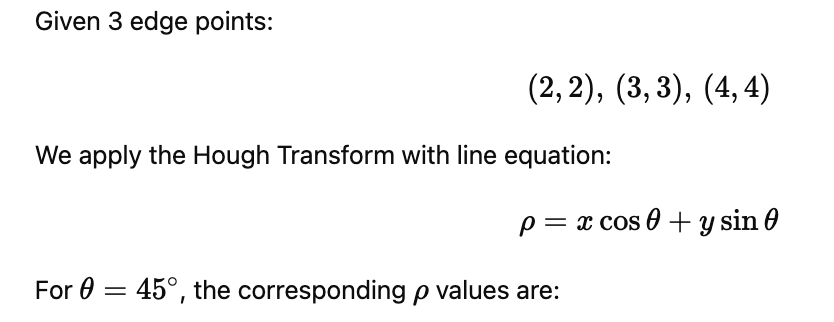 Given 3 edge points:
(2, 2), (3, 3), (4, 4)
We apply the Hough Transform with line equation:
ρ = x cos θ + y sin θ
For θ = 45°, the corresponding ρ values are: